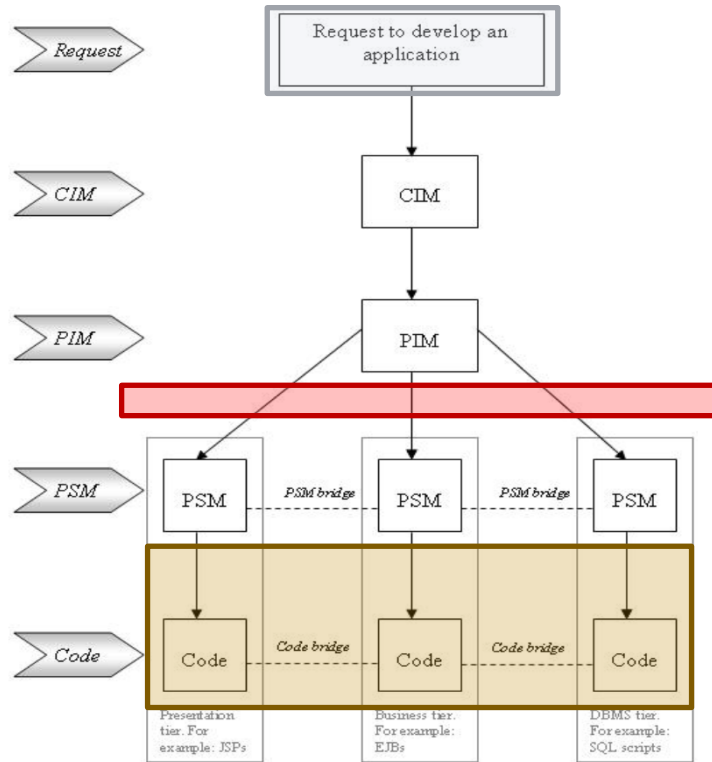 Request
Request to develop an
application
CIM
CIM
PIM
PIM
PSM
PSM
PSM bridge
PSM
PSM bridge
PSM
Code
Code
Code bridge
Code
Code bridge
Code
Presentation
tier. For
example: JSPs
Business tier.
For example:
EJBs
DBMS tier.
For example:
SQL scripts